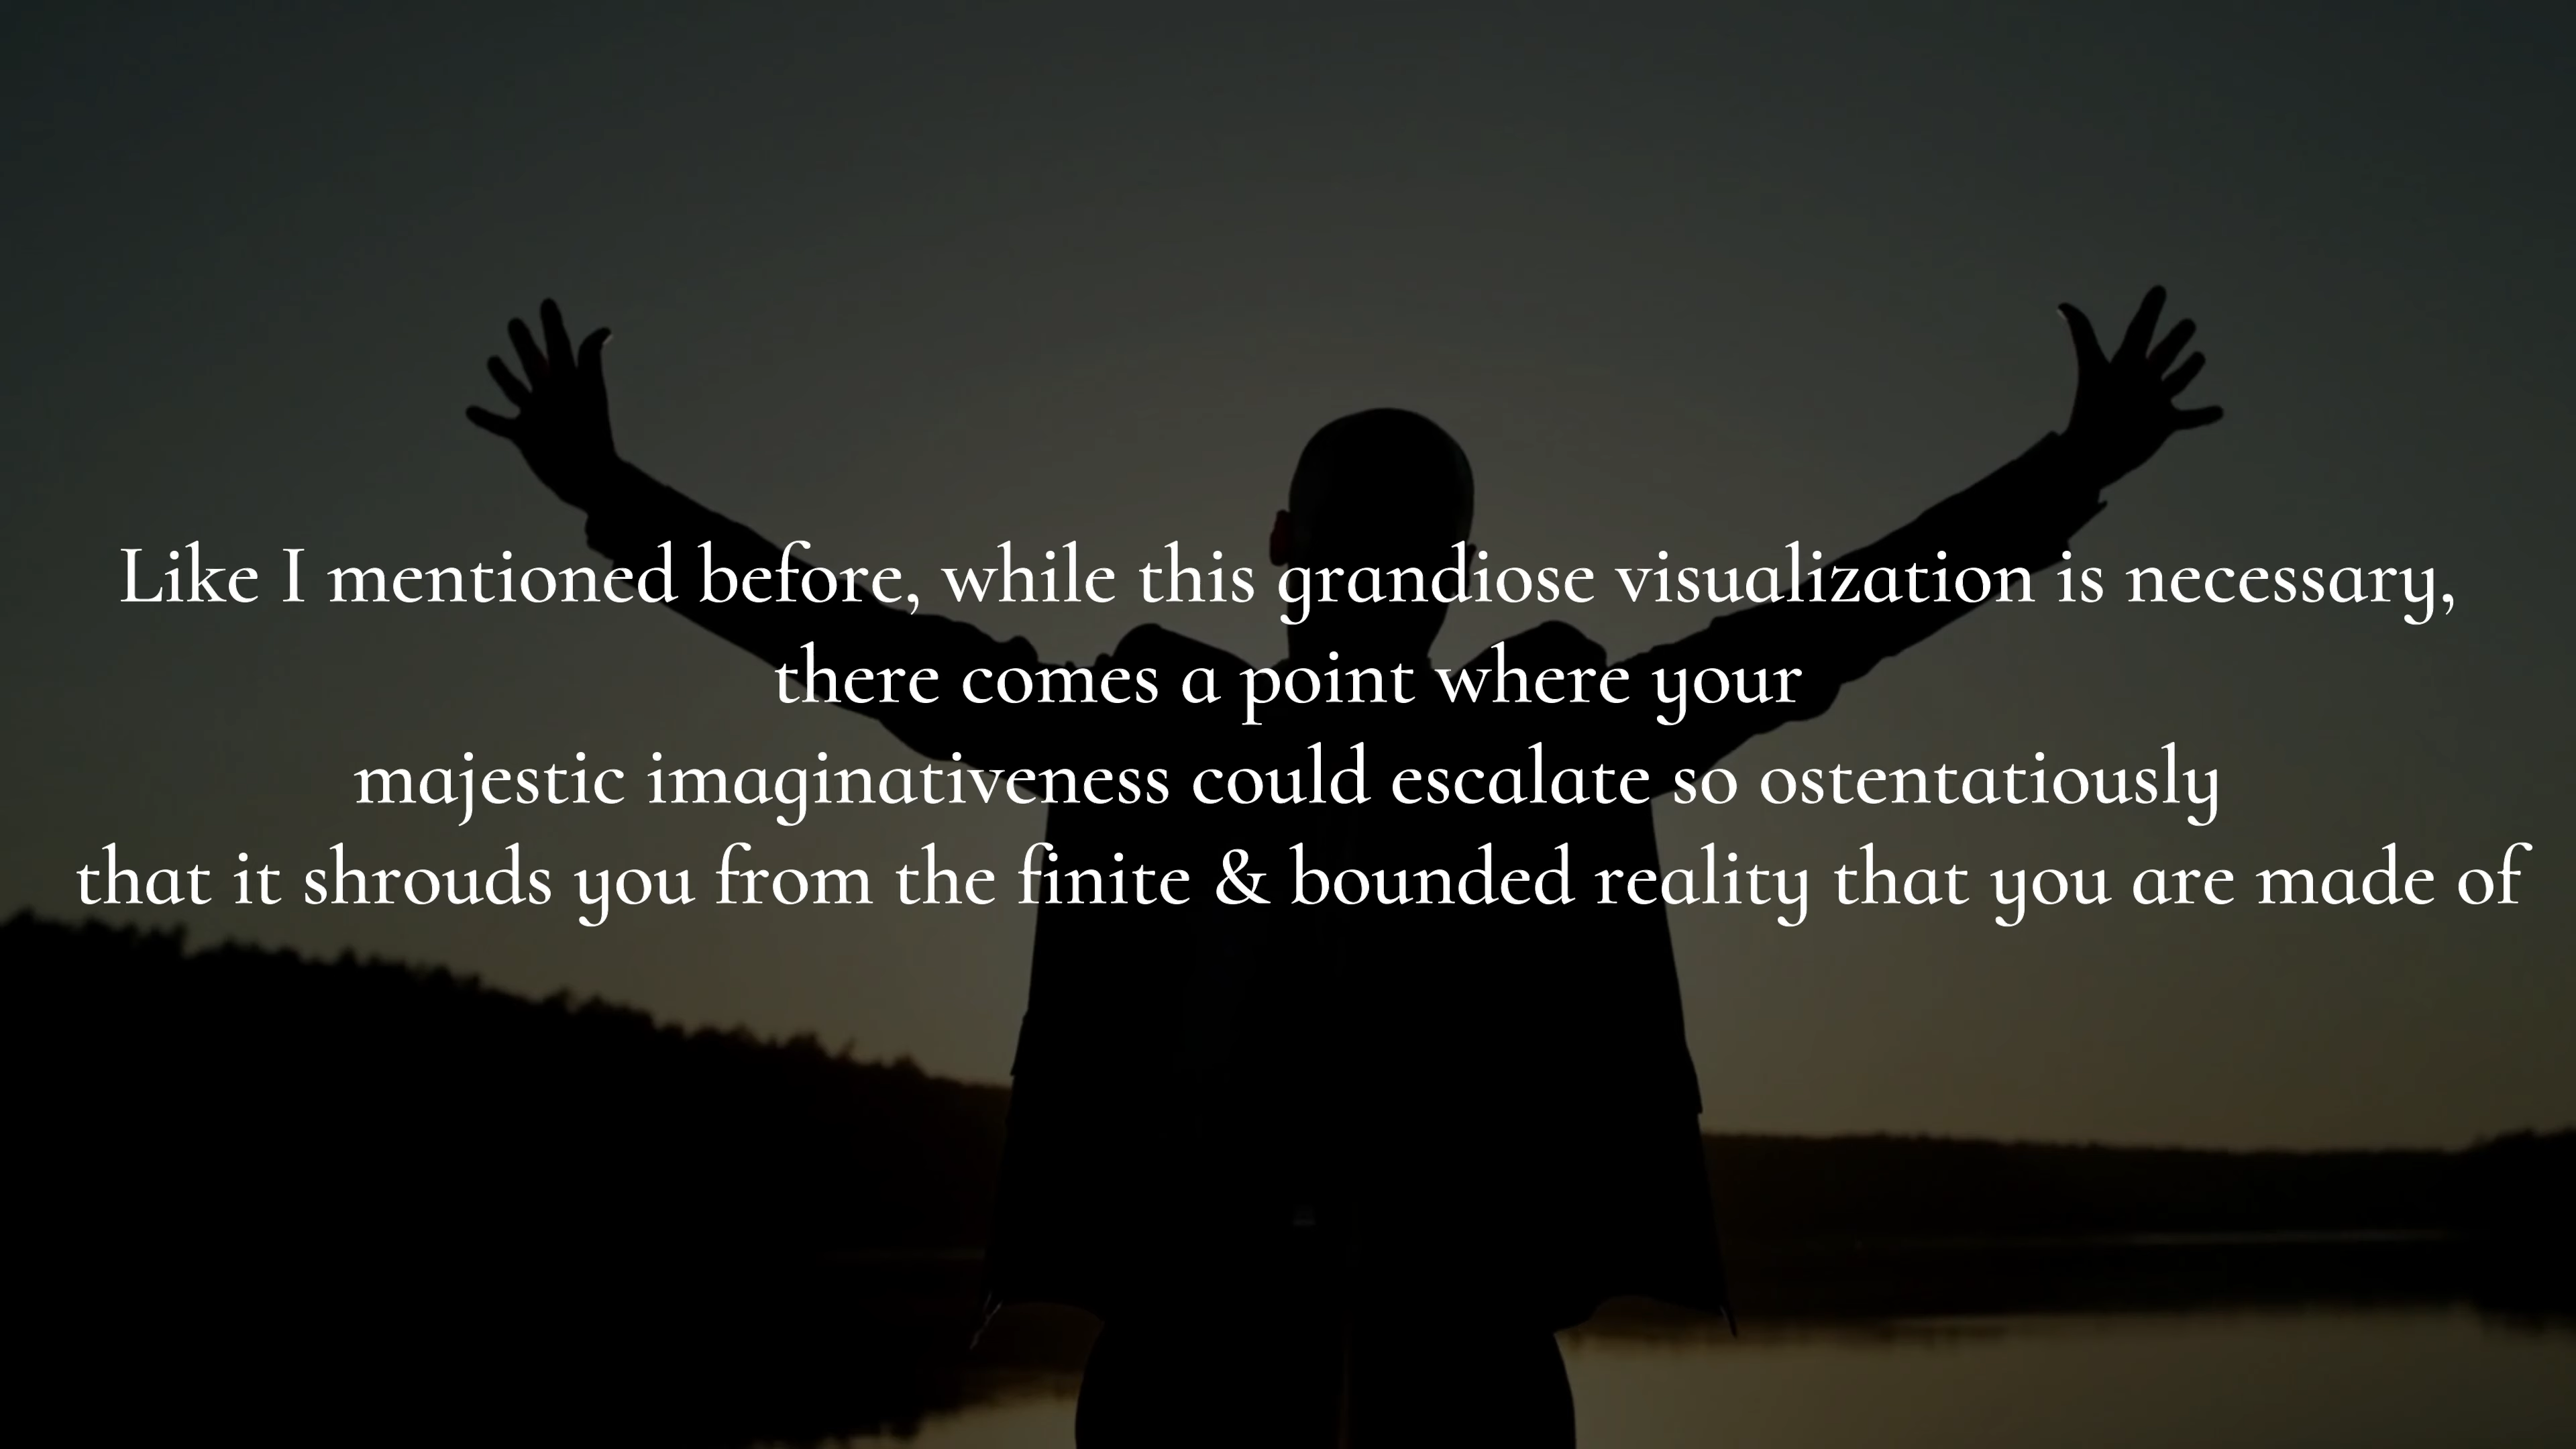 Like I mentioned before, while this grandiose visualization is necessary,
there comes a point where your
majestic imaginativeness could escalate so ostentatiously
that it shrouds you from the finite & bounded reality that you are made of